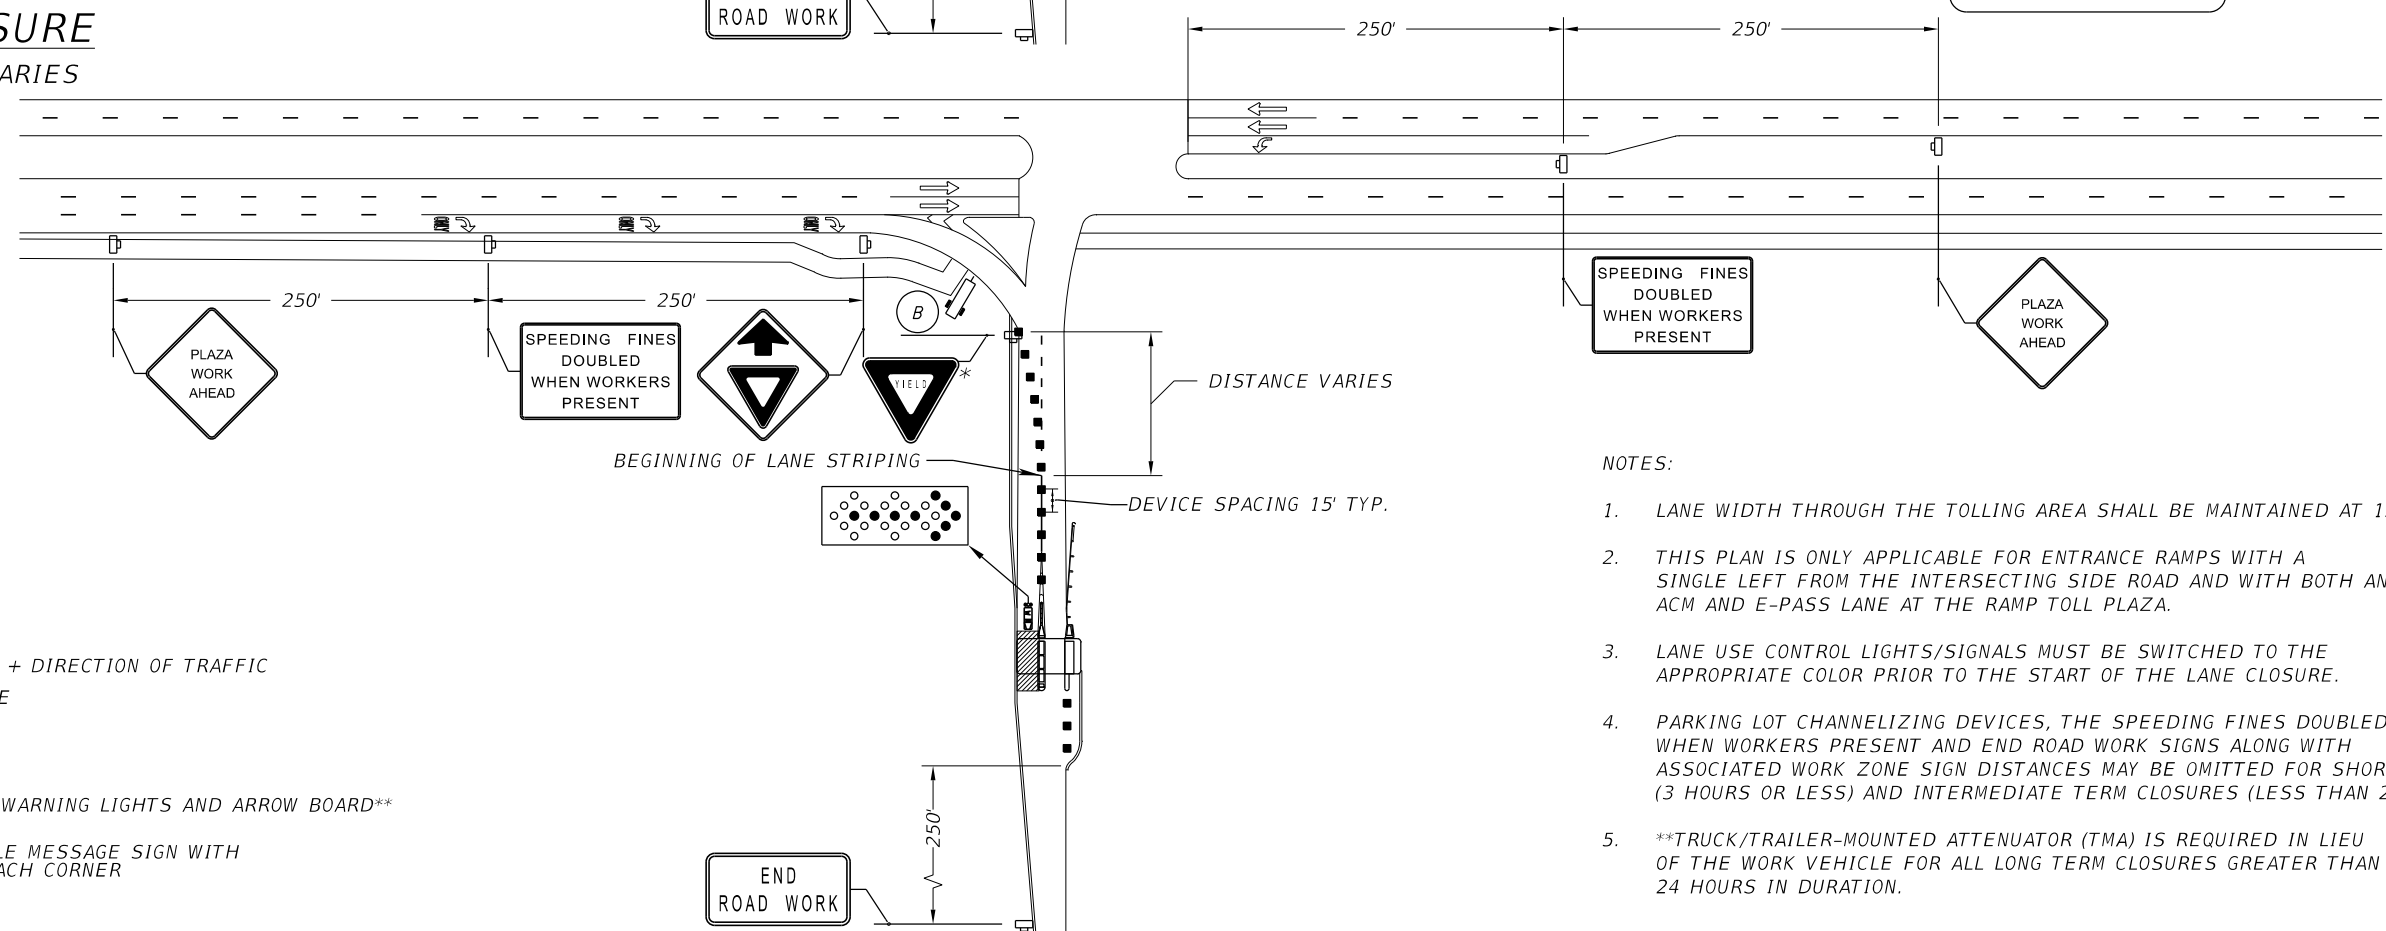 SURE
ARIES
ROAD WORK
250'
250'
250'
250'
B
PLAZA
WORK
AHEAD
SPEEDING FINES
DOUBLED
WHEN WORKERS
PRESENT
YIELD
*
SPEEDING FINES
DOUBLED
WHEN WORKERS
PRESENT
PLAZA
WORK
AHEAD
DISTANCE VARIES
BEGINNING OF LANE STRIPING
DEVICE SPACING 15' TYP.
+ DIRECTION OF TRAFFIC
E
WARNING LIGHTS AND ARROW BOARD**
LE MESSAGE SIGN WITH
ACH CORNER
250'
END
ROAD WORK
NOTES:
1. LANE WIDTH THROUGH THE TOLLING AREA SHALL BE MAINTAINED AT
2. THIS PLAN IS ONLY APPLICABLE FOR ENTRANCE RAMPS WITH A
SINGLE LEFT FROM THE INTERSECTING SIDE ROAD AND WITH BOTH AN
ACM AND E-PASS LANE AT THE RAMP TOLL PLAZA.
3. LANE USE CONTROL LIGHTS/SIGNALS MUST BE SWITCHED TO THE
APPROPRIATE COLOR PRIOR TO THE START OF THE LANE CLOSURE.
4. PARKING LOT CHANNELIZING DEVICES, THE SPEEDING FINES DOUBLED
WHEN WORKERS PRESENT AND END ROAD WORK SIGNS ALONG WITH
ASSOCIATED WORK ZONE SIGN DISTANCES MAY BE OMITTED FOR SHOR
(3 HOURS OR LESS) AND INTERMEDIATE TERM CLOSURES (LESS THAN 2
5. **TRUCK/TRAILER-MOUNTED ATTENUATOR (TMA) IS REQUIRED IN LIEU
OF THE WORK VEHICLE FOR ALL LONG TERM CLOSURES GREATER THAN
24 HOURS IN DURATION.